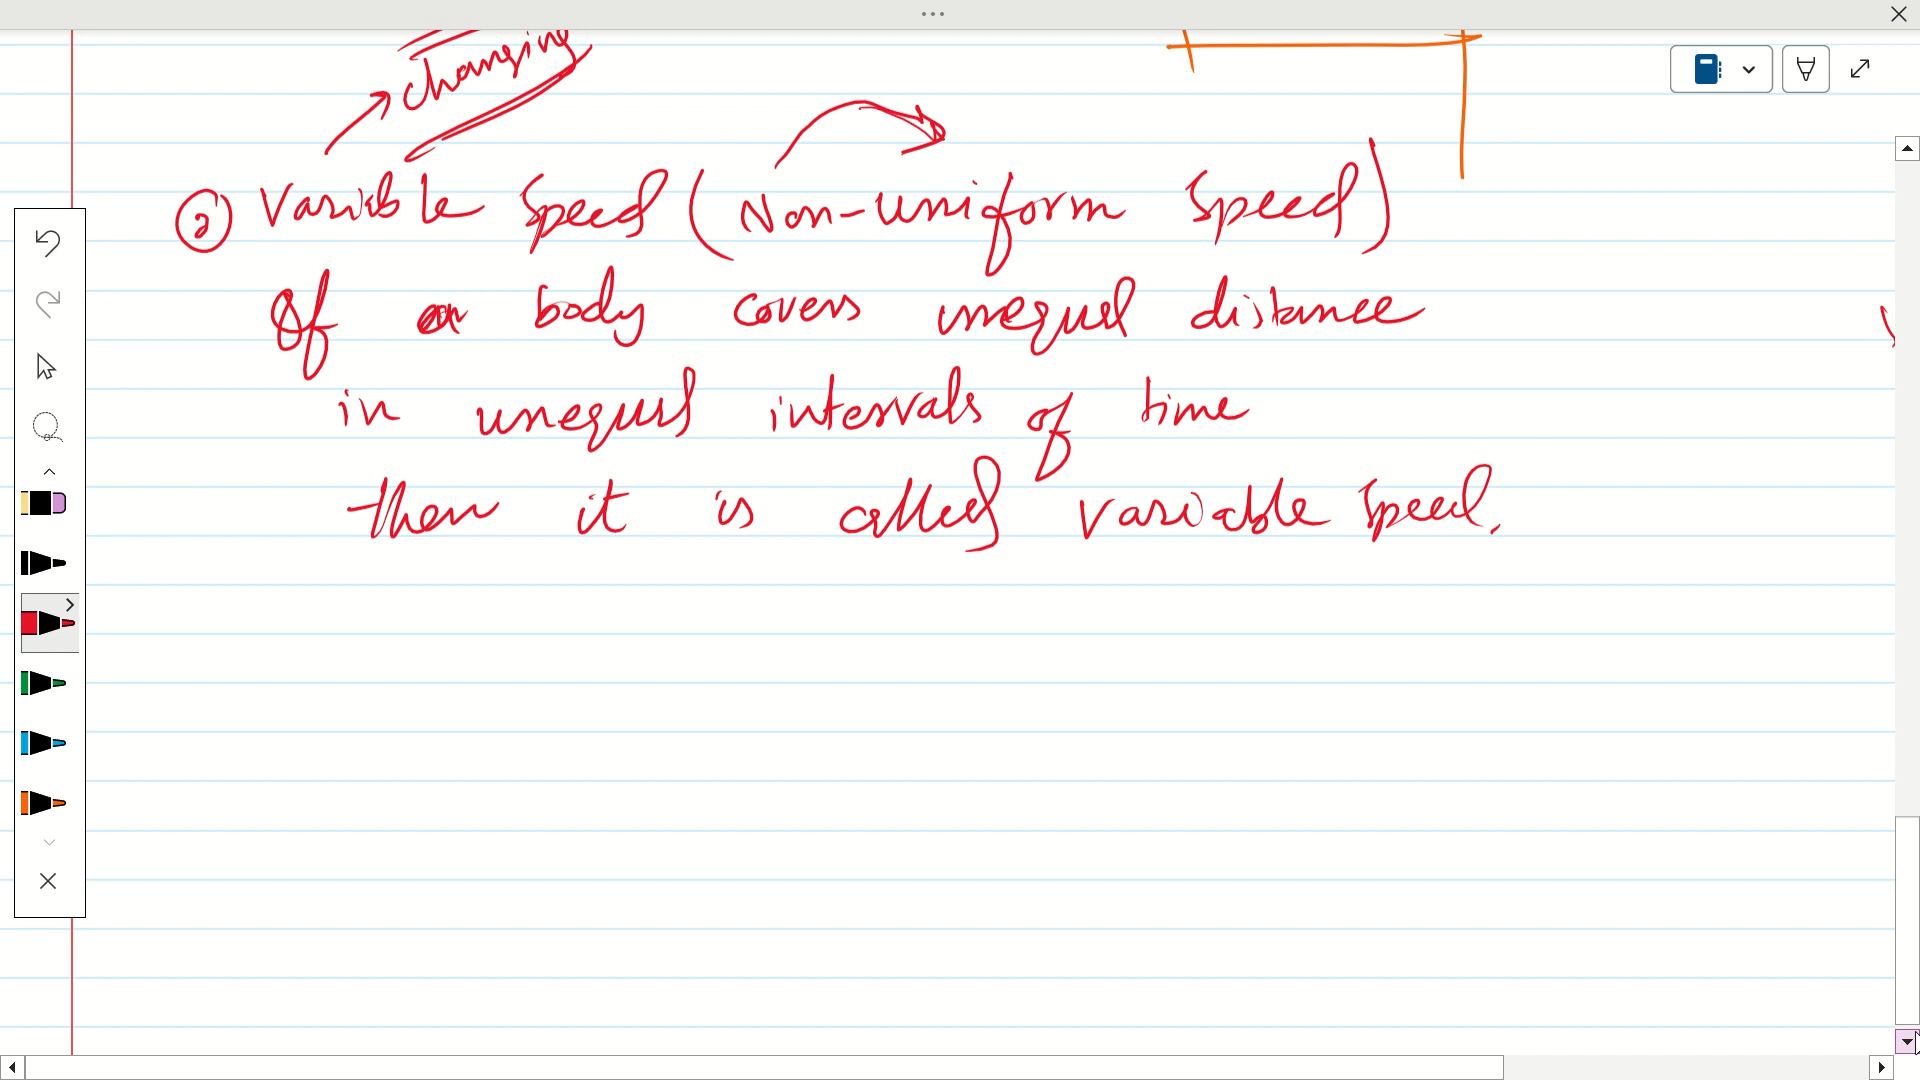 changing
② Variable Speed (Non-uniform Speed)
If a body covers unequal distance
in unequal intervals of time
then it is called variable speed.